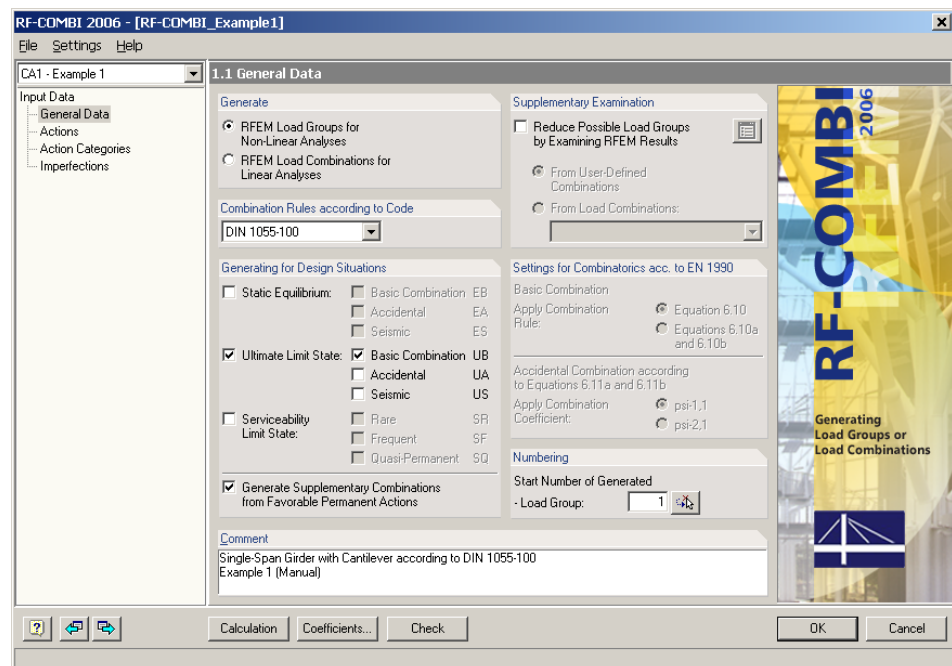 RF-COMBI 2006 - [RF-COMBI_Example1]
File Settings Help
CA1 - Example 1
Input Data
General Data
Actions
Action Categories
Imperfections
1.1 General Data
Generate
RFEM Load Groups for
Non-Linear Analyses
RFEM Load Combinations for
Linear Analyses
Combination Rules according to Code
DIN 1055-100
Generating for Design Situations
Static Equilibrium: Basic Combination EB
Accidental EA
Seismic ES
Ultimate Limit State: Basic Combination UB
Accidental UA
Seismic US
Serviceability Rare SR
Limit State: Frequent SF
Quasi-Permanent SQ
Generate Supplementary Combinations
from Favorable Permanent Actions
Supplementary Examination
Reduce Possible Load Groups
by Examining RFEM Results
From User-Defined
Combinations
From Load Combinations:
Settings for Combinatorics acc. to EN 1990
Basic Combination
Apply Combination Equation 6.10
Rule: Equations 6.10a
and 6.10b
Accidental Combination according
to Equations 6.11a and 6.11b
Apply Combination psi-1,1
Coefficient: psi-2,1
Numbering
Start Number of Generated
- Load Group: 1
Comment
Single-Span Girder with Cantilever according to DIN 1055-100
Example 1 (Manual)
RF-COMBI
2006
RFEM
Generating
Load Groups or
Load Combinations
Calculation Coefficients... Check OK Cancel